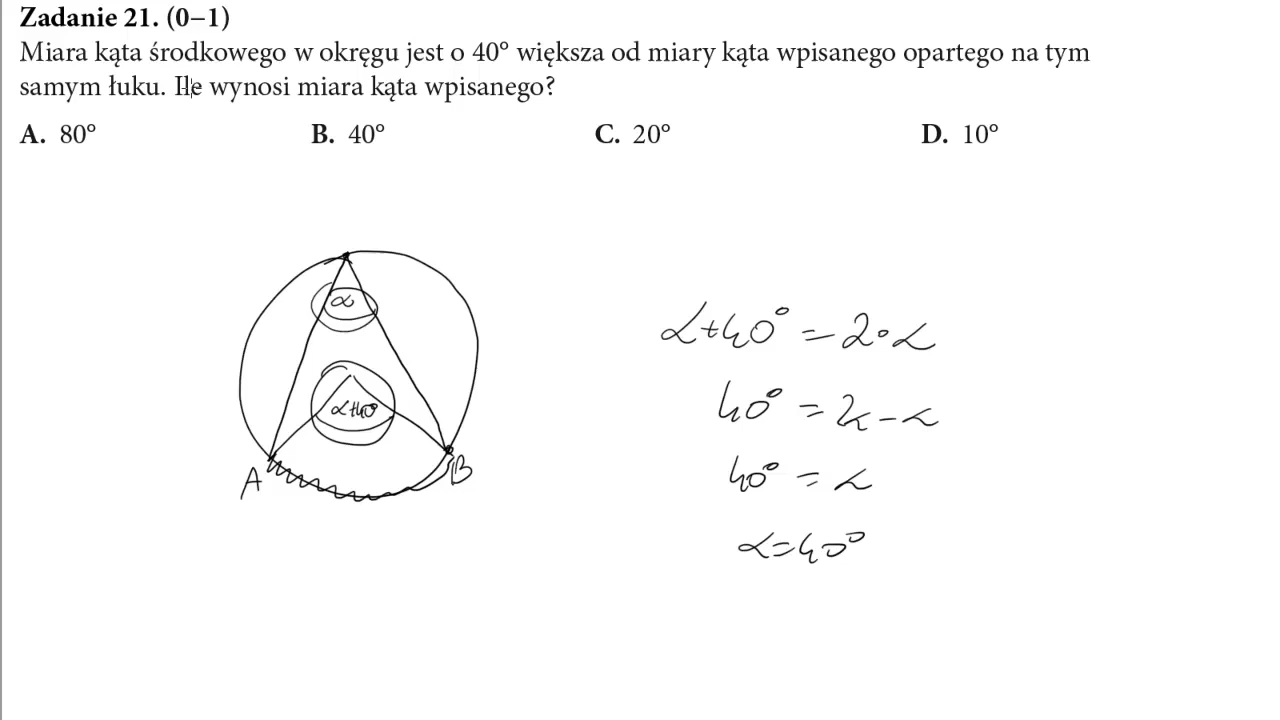 Zadanie 21. (0–1)
Miara kąta środkowego w okręgu jest o 40° większa od miary kąta wpisanego opartego na tym
samym łuku. Ile wynosi miara kąta wpisanego?
A. 80° B. 40° C. 20° D. 10°
α
α+40°
A B
α+40° = 2·α
40° = 2α - α
40° = α
α=40°